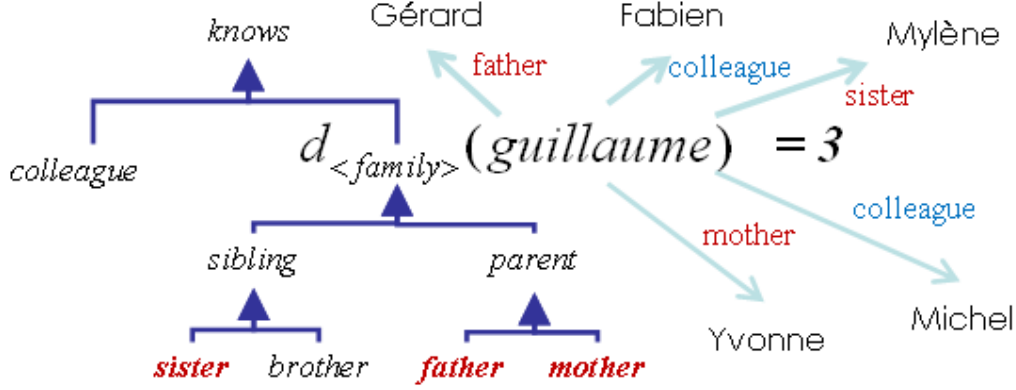 knows
Gérard
Fabien
Mylène
father
colleague
sister
colleague
d<family>(guillaume) = 3
colleague
mother
sibling
parent
Yvonne
Michel
sister
brother
father
mother